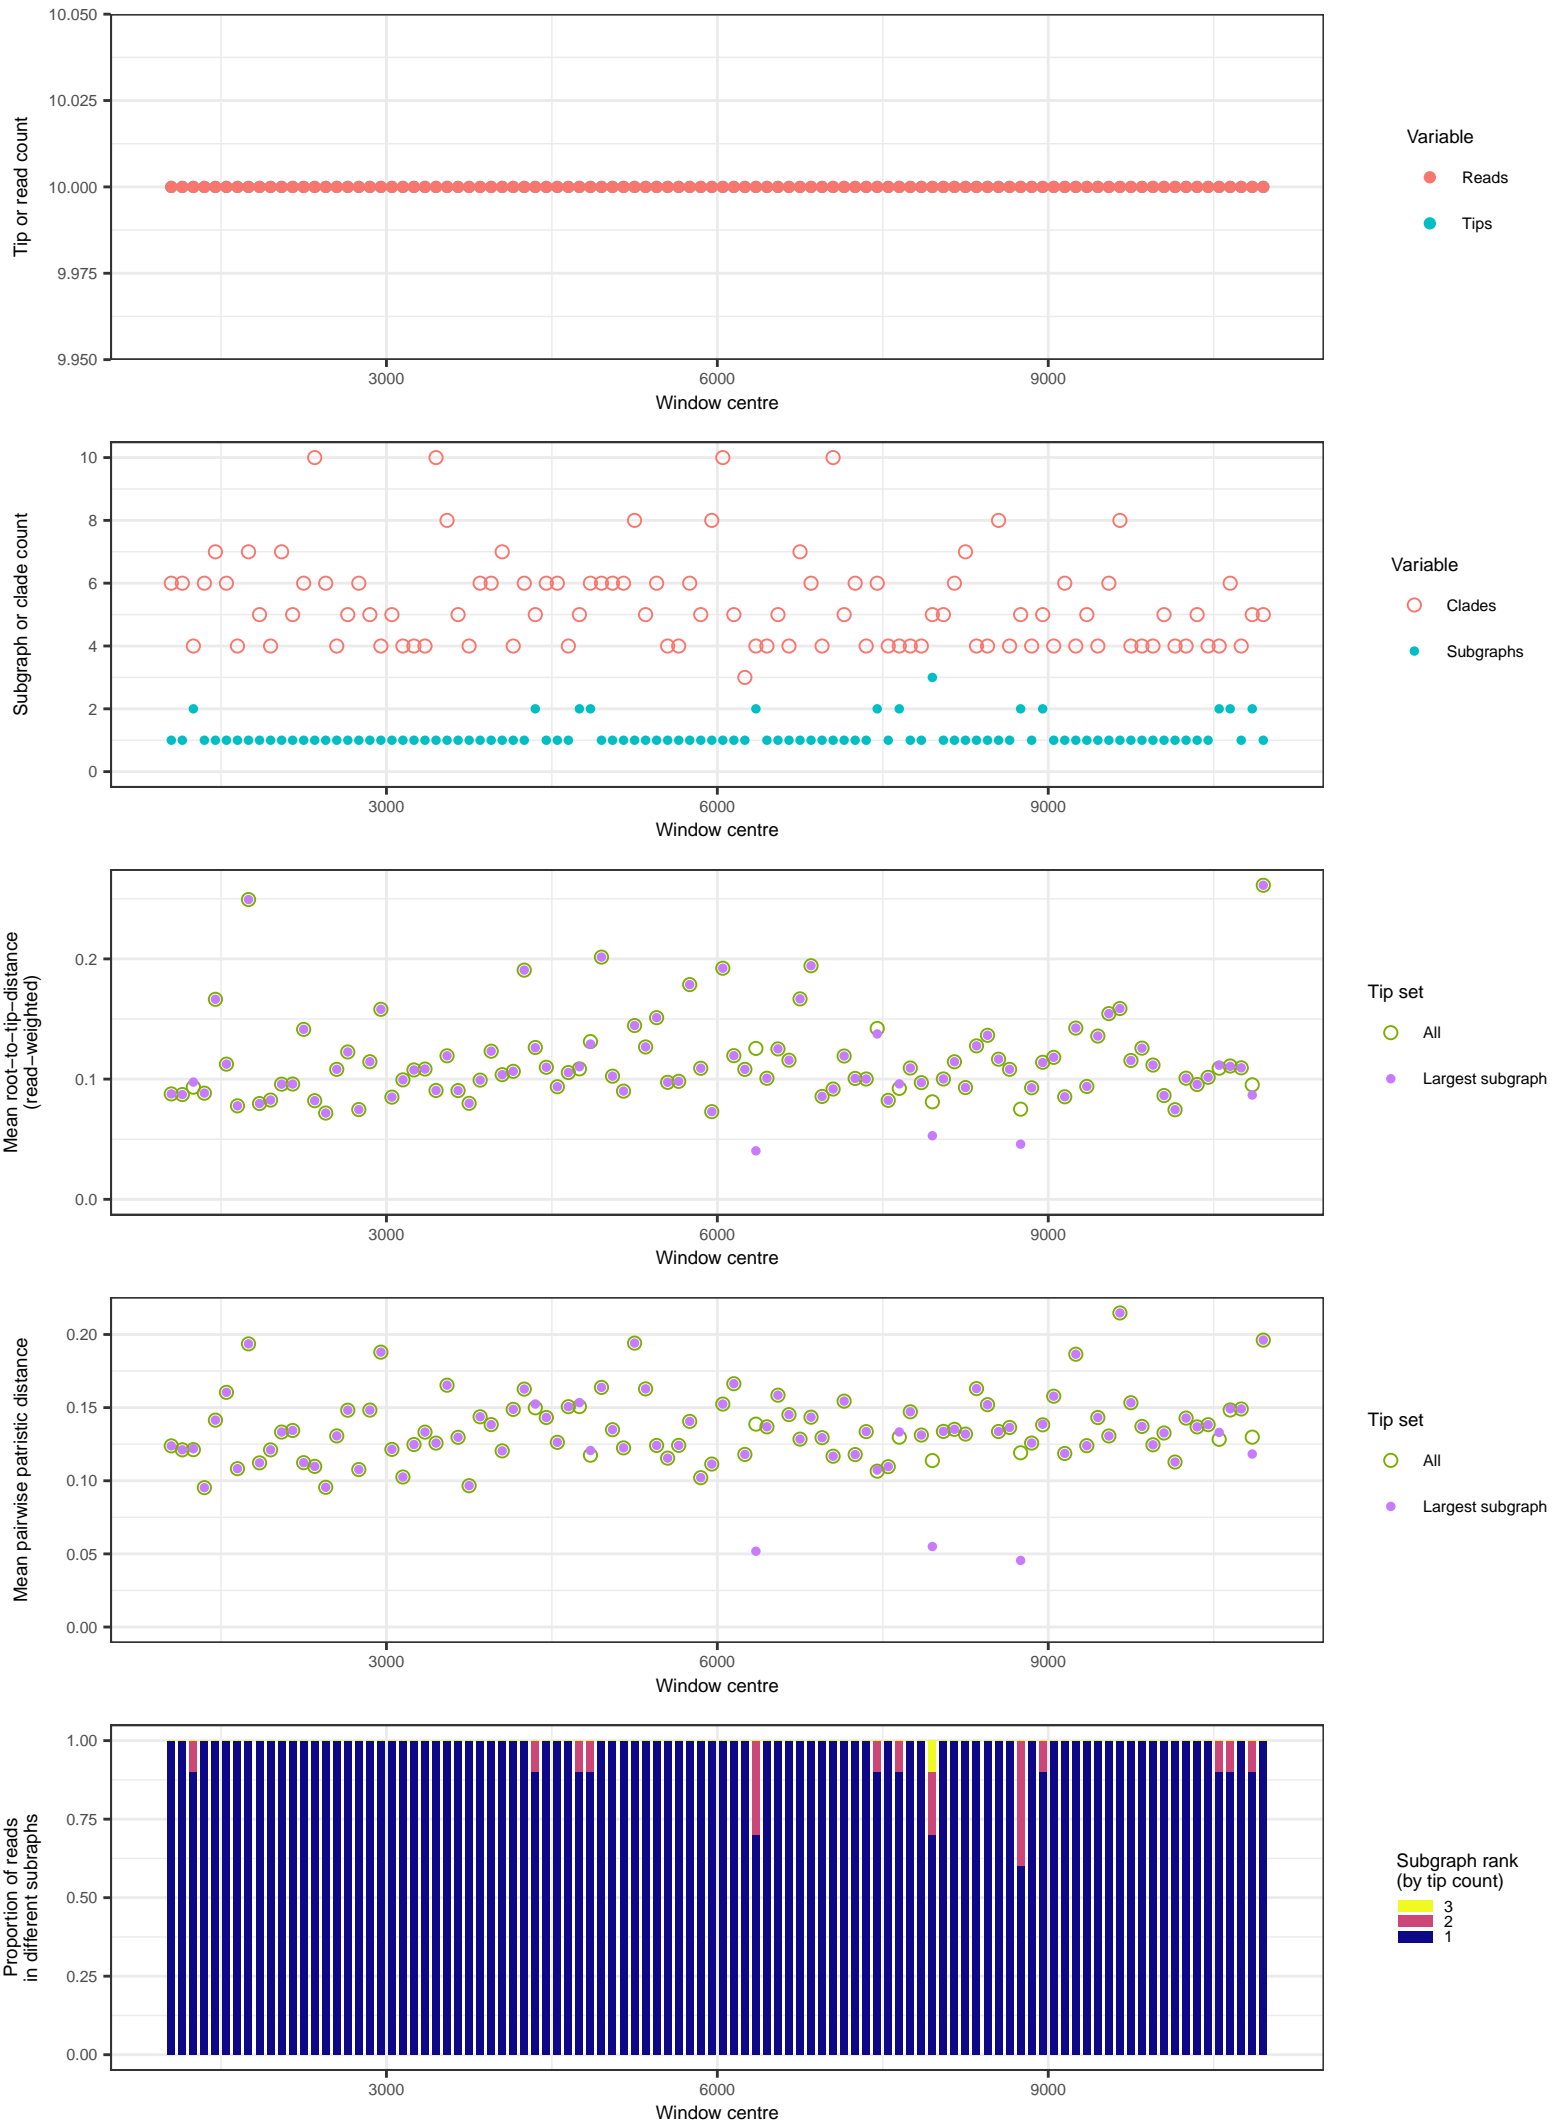 10.050
10.025
10.000
9.975
9.950
Tip or read count
3000 6000 9000
Window centre
Variable
Reads
Tips
10
8
6
4
2
0
Subgraph or clade count
3000 6000 9000
Window centre
Variable
Clades
Subgraphs
0.2
0.1
0.0
Mean root−to−tip−distance
(read−weighted)
3000 6000 9000
Window centre
Tip set
All
Largest subgraph
0.20
0.15
0.10
0.05
0.00
Mean pairwise patristic distance
3000 6000 9000
Window centre
Tip set
All
Largest subgraph
1.00
0.75
0.50
0.25
0.00
Proportion of reads
in different subraphs
3000 6000 9000
Window centre
Subgraph rank
(by tip count)
3
2
1